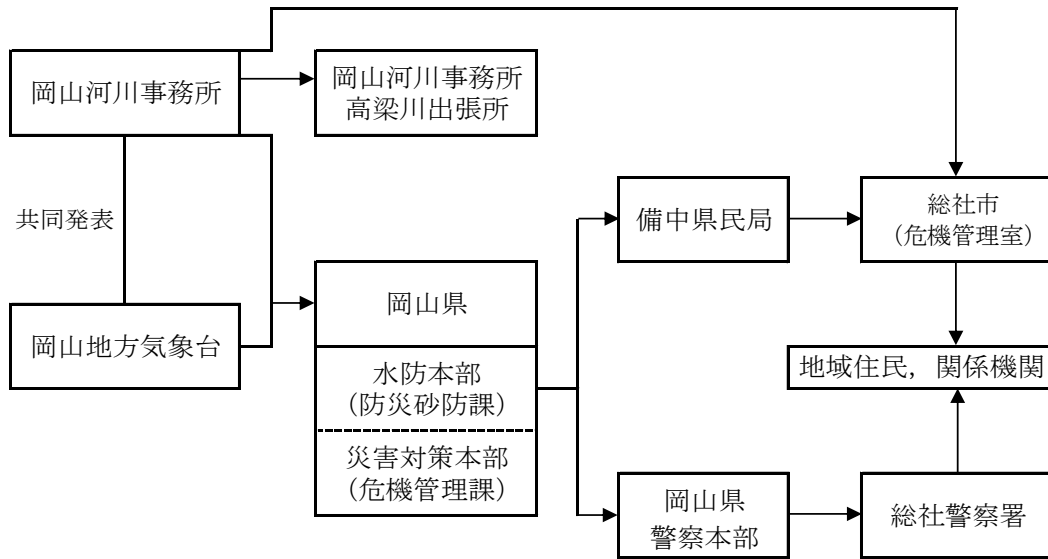 岡山河川事務所
岡山河川事務所
高梁川出張所
共同発表
備中県民局
総社市
（危機管理室）
岡山県
岡山地方気象台
水防本部
（防災砂防課）
地域住民，関係機関
災害対策本部
（危機管理課）
岡山県
警察本部
総社警察署